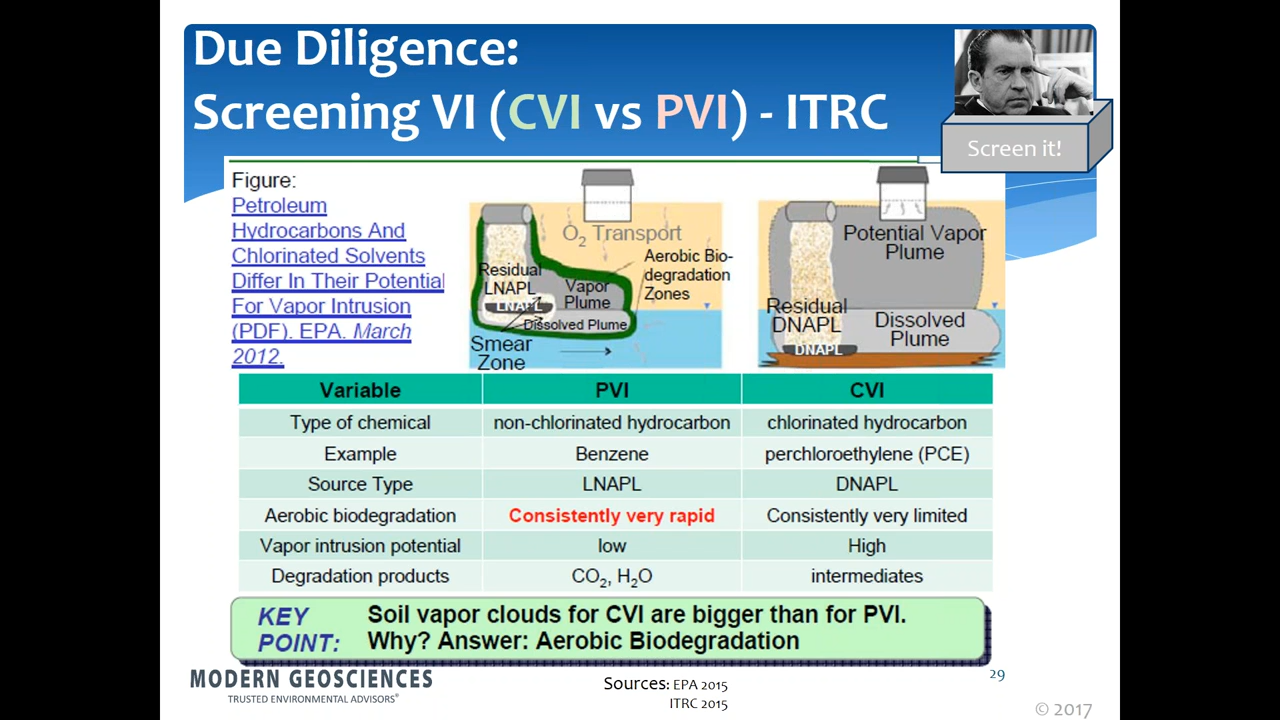 Due Diligence:
Screening VI (CVI vs PVI) - ITRC
Screen it!
Figure:
Petroleum
Hydrocarbons And
Chlorinated Solvents
Differ In Their Potential
For Vapor Intrusion
(PDF). EPA. March
2012.
O2 Transport
Residual
LNAPL
LNAPL
Vapor
Plume
Dissolved Plume
Aerobic Bio-
degradation
Zones
Smear
Zone
Potential Vapor
Plume
Residual
DNAPL
DNAPL
Dissolved
Plume
Variable PVI CVI
Type of chemical non-chlorinated hydrocarbon chlorinated hydrocarbon
Example Benzene perchloroethylene (PCE)
Source Type LNAPL DNAPL
Aerobic biodegradation Consistently very rapid Consistently very limited
Vapor intrusion potential low High
Degradation products CO2, H2O intermediates
KEY
POINT:
Soil vapor clouds for CVI are bigger than for PVI.
Why? Answer: Aerobic Biodegradation
MODERN GEOSCIENCES
TRUSTED ENVIRONMENTAL ADVISORS®
Sources: EPA 2015
ITRC 2015
29
© 2017